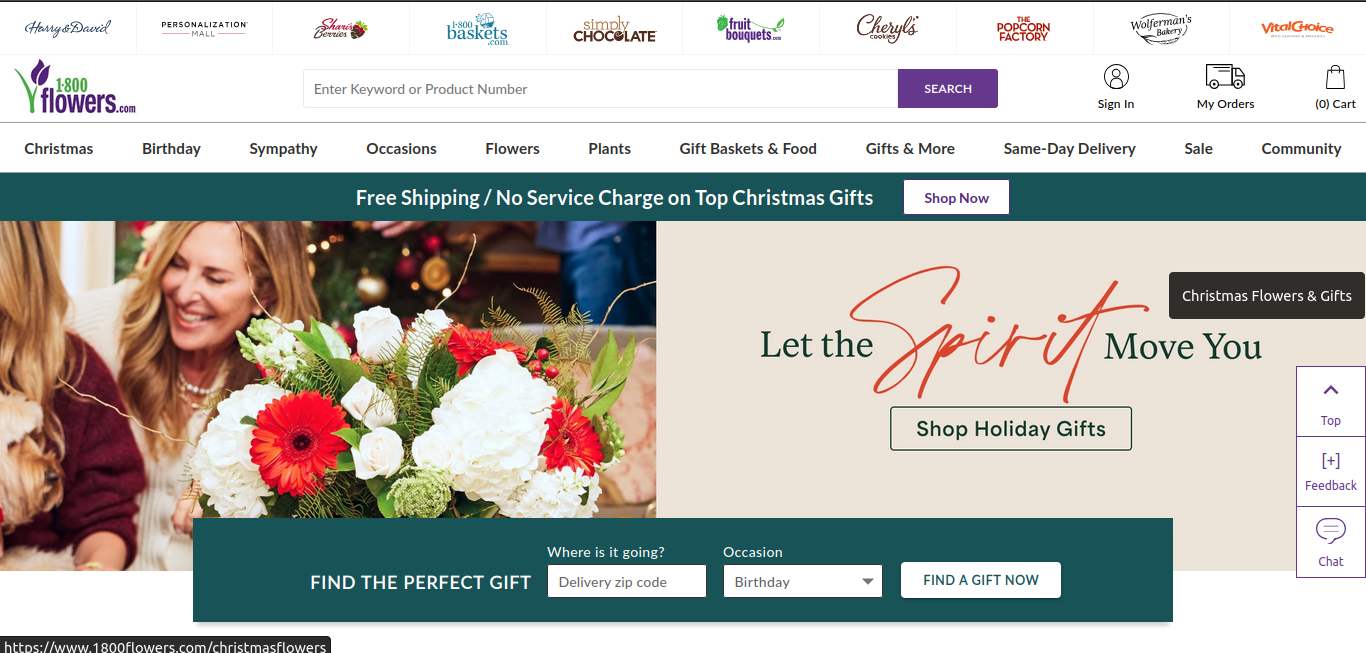 Harry & David
PERSONALIZATION
MALL
Shari's
Berries
1-800
baskets
.com
simply
CHOCOLATE
fruit
bouquets.com
Cheryl's
COOKIES
THE
POPCORN
FACTORY
Wolferman's
Bakery
VITALCHOICE
1-800
flowers.com
Enter Keyword or Product Number
SEARCH
Sign In
My Orders
(0) Cart
Christmas
Birthday
Sympathy
Occasions
Flowers
Plants
Gift Baskets & Food
Gifts & More
Same-Day Delivery
Sale
Community
Free Shipping / No Service Charge on Top Christmas Gifts
Shop Now
Christmas Flowers & Gifts
Let the Spirit Move You
Shop Holiday Gifts
Top
[+]
Feedback
Chat
FIND THE PERFECT GIFT
Where is it going?
Delivery zip code
Occasion
Birthday
FIND A GIFT NOW
https://www.1800flowers.com/christmasflowers